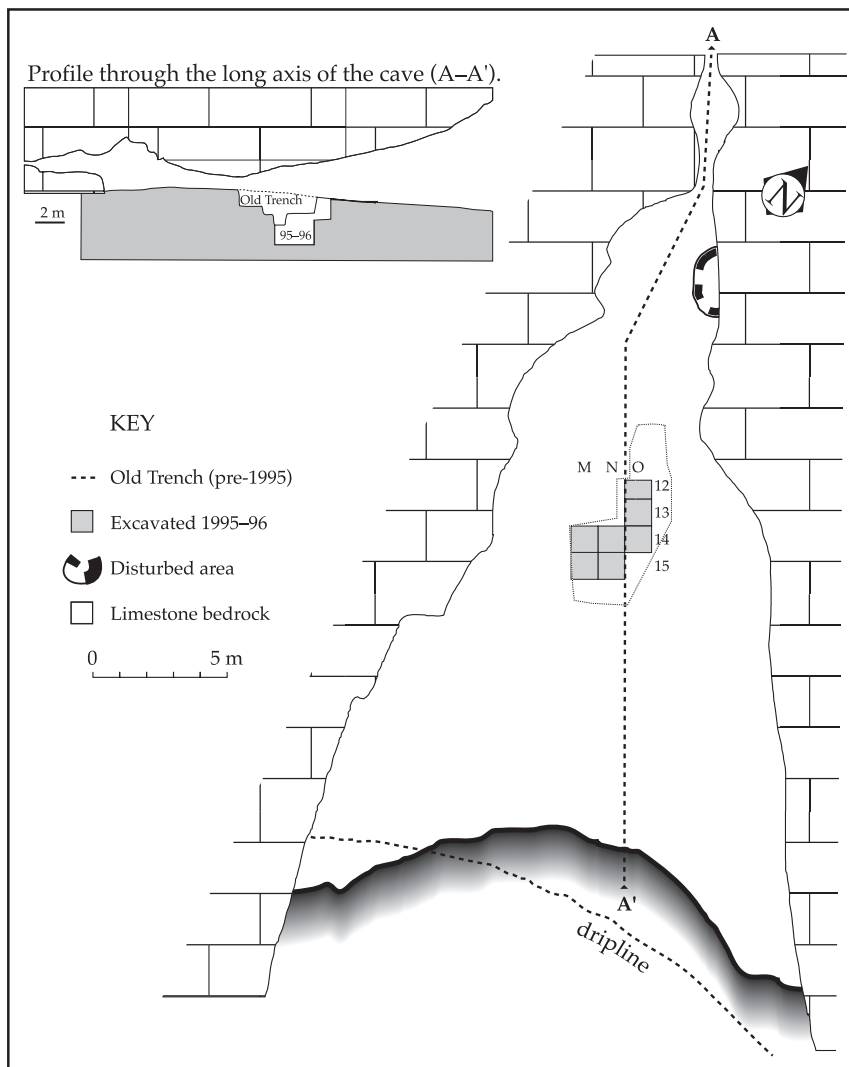 A
Profile through the long axis of the cave (A–A').
Old Trench
2 m
95–96
N
KEY
Old Trench (pre-1995)
Excavated 1995–96
Disturbed area
Limestone bedrock
0 5 m
M N O
12
13
14
15
A'
dripline